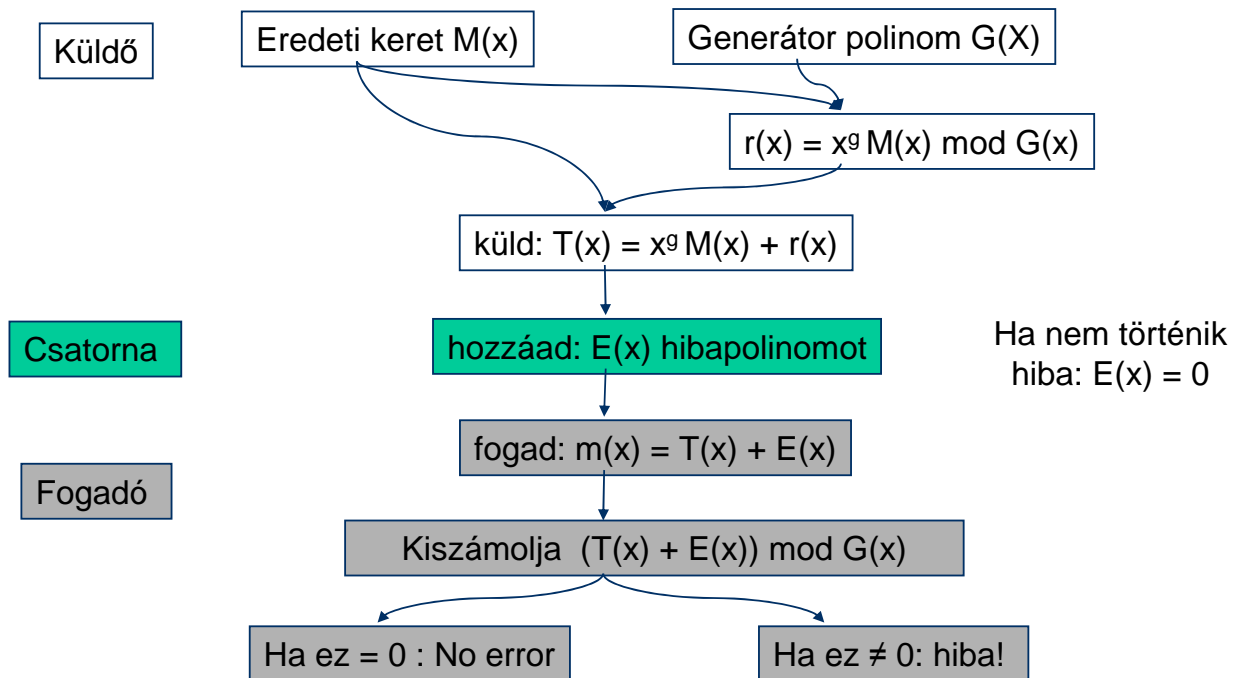 Küldő
Eredeti keret M(x)
Generátor polinom G(X)
r(x) = xᵍ M(x) mod G(x)
küld: T(x) = xᵍ M(x) + r(x)
Csatorna
hozzáad: E(x) hibapolinomot
Ha nem történik
hiba: E(x) = 0
fogad: m(x) = T(x) + E(x)
Fogadó
Kiszámolja (T(x) + E(x)) mod G(x)
Ha ez = 0 : No error
Ha ez ≠ 0: hiba!